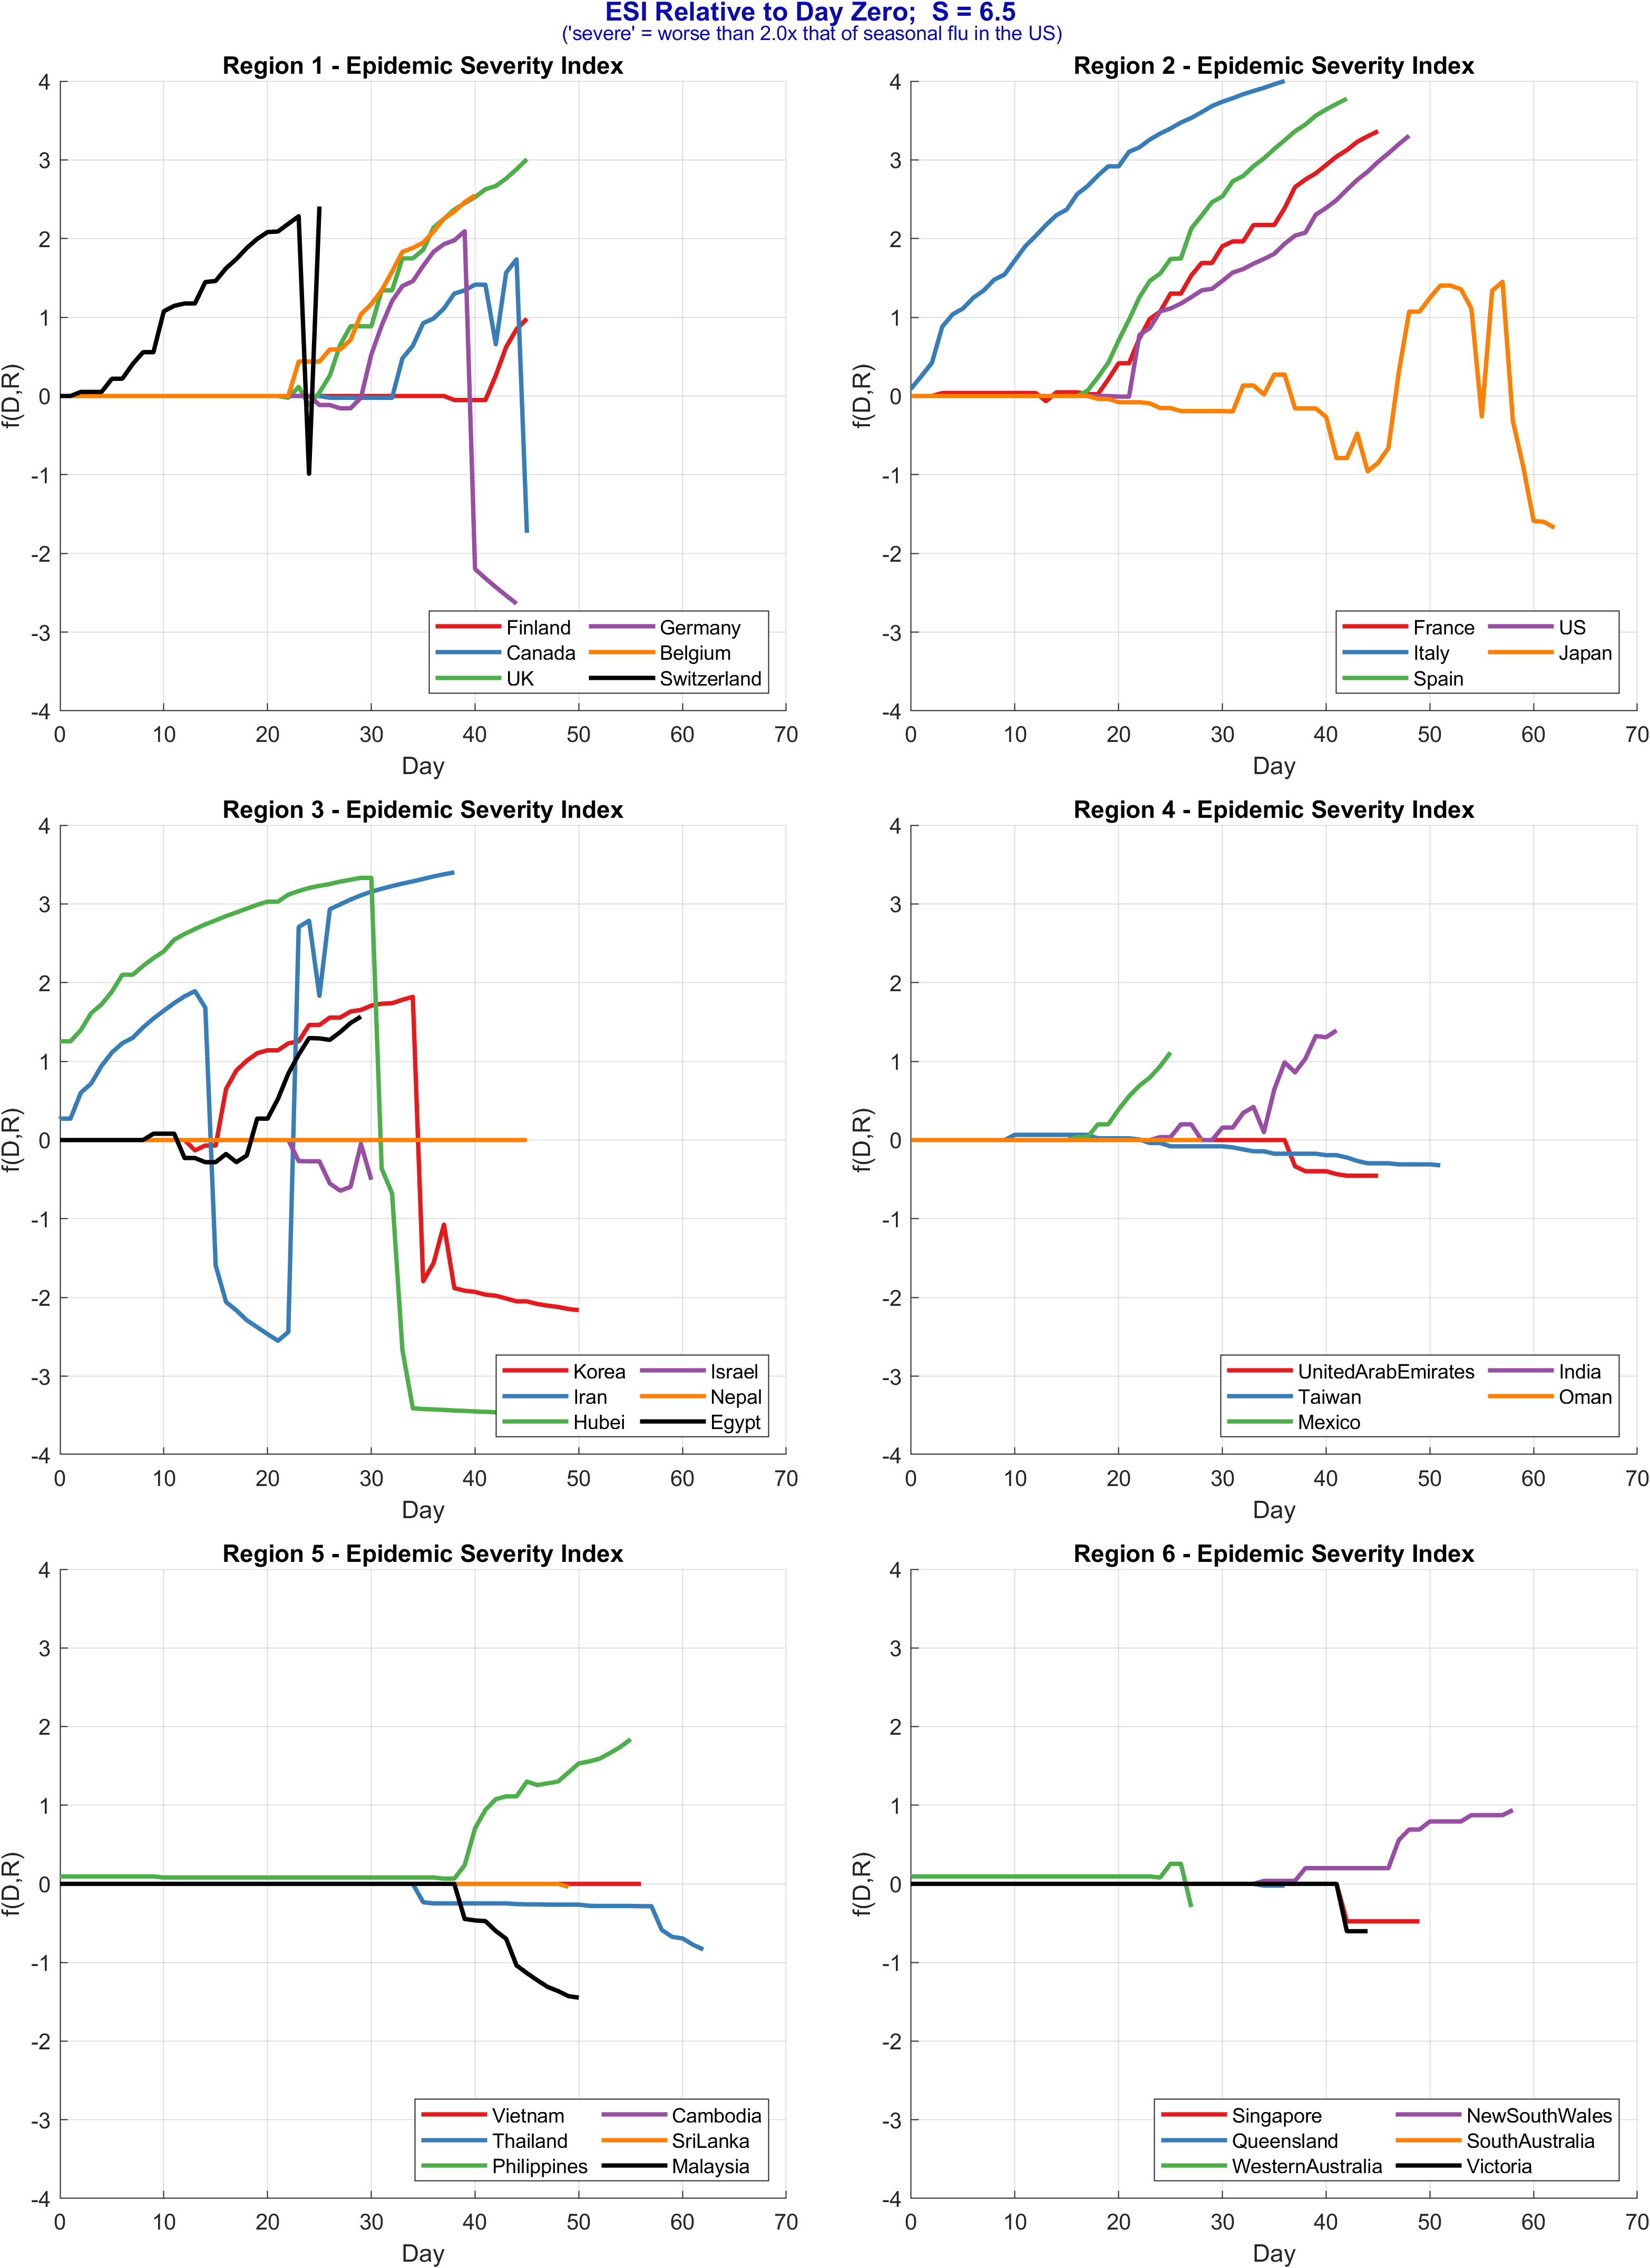 ESI Relative to Day Zero;  S = 6.5
('severe' = worse than 2.0x that of seasonal flu in the US)
Region 1 - Epidemic Severity Index
4
3
2
1
0
-1
-2
-3
-4
f(D,R)
0 10 20 30 40 50 60 70
Day
Finland Germany
Canada Belgium
UK Switzerland
Region 2 - Epidemic Severity Index
4
3
2
1
0
-1
-2
-3
-4
f(D,R)
0 10 20 30 40 50 60 70
Day
France US
Italy Japan
Spain
Region 3 - Epidemic Severity Index
4
3
2
1
0
-1
-2
-3
-4
f(D,R)
0 10 20 30 40 50 60 70
Day
Korea Israel
Iran Nepal
Hubei Egypt
Region 4 - Epidemic Severity Index
4
3
2
1
0
-1
-2
-3
-4
f(D,R)
0 10 20 30 40 50 60 70
Day
UnitedArabEmirates India
Taiwan Oman
Mexico
Region 5 - Epidemic Severity Index
4
3
2
1
0
-1
-2
-3
-4
f(D,R)
0 10 20 30 40 50 60 70
Day
Vietnam Cambodia
Thailand SriLanka
Philippines Malaysia
Region 6 - Epidemic Severity Index
4
3
2
1
0
-1
-2
-3
-4
f(D,R)
0 10 20 30 40 50 60 70
Day
Singapore NewSouthWales
Queensland SouthAustralia
WesternAustralia Victoria